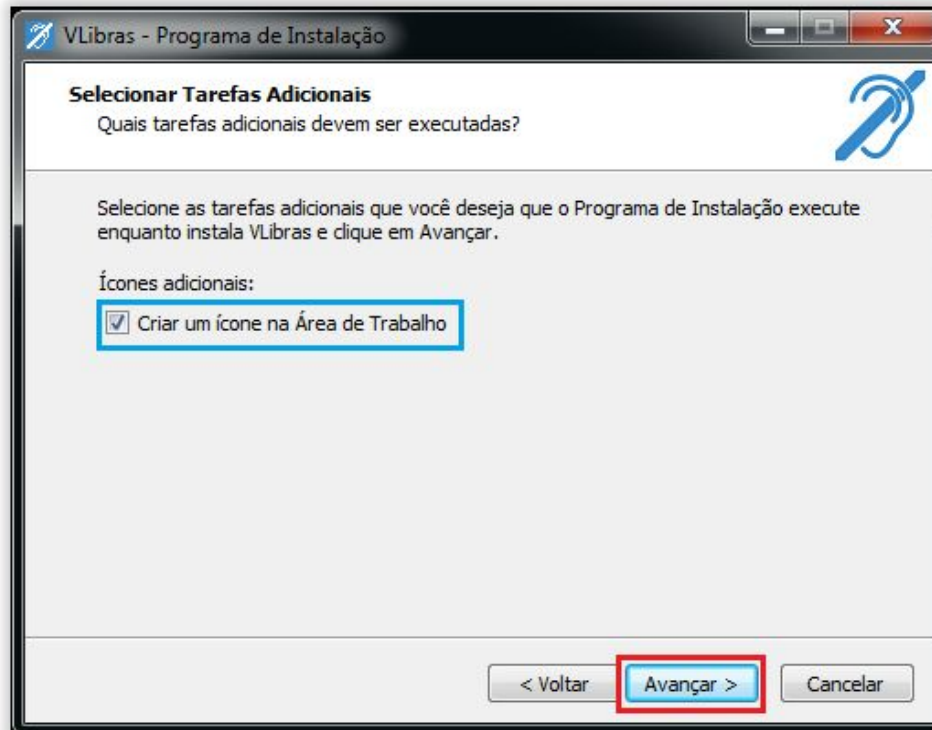 VLibras - Programa de Instalação
Selecionar Tarefas Adicionais
Quais tarefas adicionais devem ser executadas?
Selecione as tarefas adicionais que você deseja que o Programa de Instalação execute
enquanto instala VLibras e clique em Avançar.
Ícones adicionais:
Criar um ícone na Área de Trabalho
< Voltar
Avançar >
Cancelar